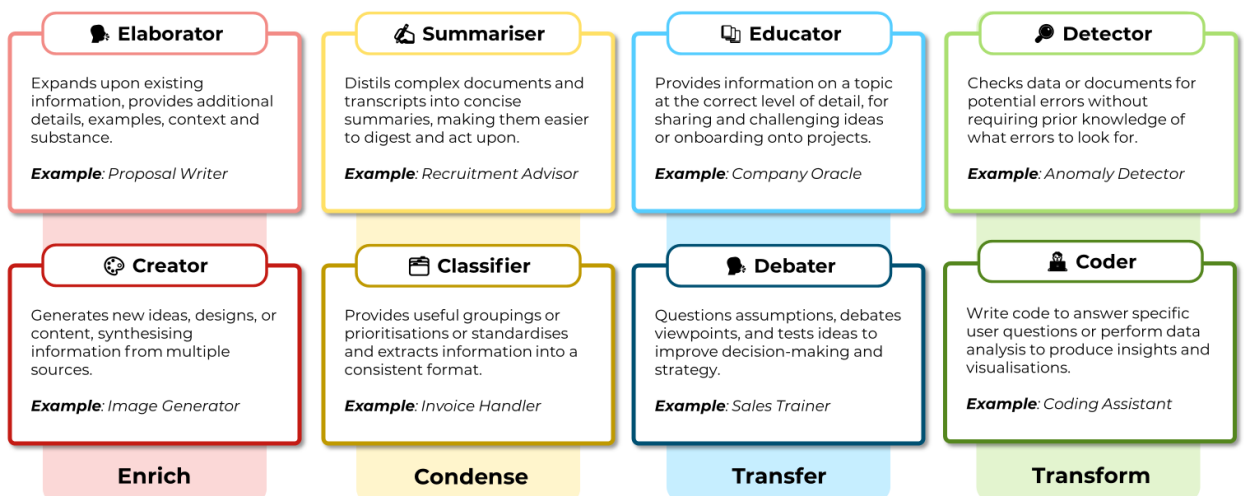 Elaborator
Expands upon existing
information, provides additional
details, examples, context and
substance.
Example: Proposal Writer
Summariser
Distils complex documents and
transcripts into concise
summaries, making them easier
to digest and act upon.
Example: Recruitment Advisor
Educator
Provides information on a topic
at the correct level of detail, for
sharing and challenging ideas
or onboarding onto projects.
Example: Company Oracle
Detector
Checks data or documents for
potential errors without
requiring prior knowledge of
what errors to look for.
Example: Anomaly Detector
Creator
Generates new ideas, designs, or
content, synthesising
information from multiple
sources.
Example: Image Generator
Classifier
Provides useful groupings or
prioritisations or standardises
and extracts information into a
consistent format.
Example: Invoice Handler
Debater
Questions assumptions, debates
viewpoints, and tests ideas to
improve decision-making and
strategy.
Example: Sales Trainer
Coder
Write code to answer specific
user questions or perform data
analysis to produce insights and
visualisations.
Example: Coding Assistant
Enrich
Condense
Transfer
Transform